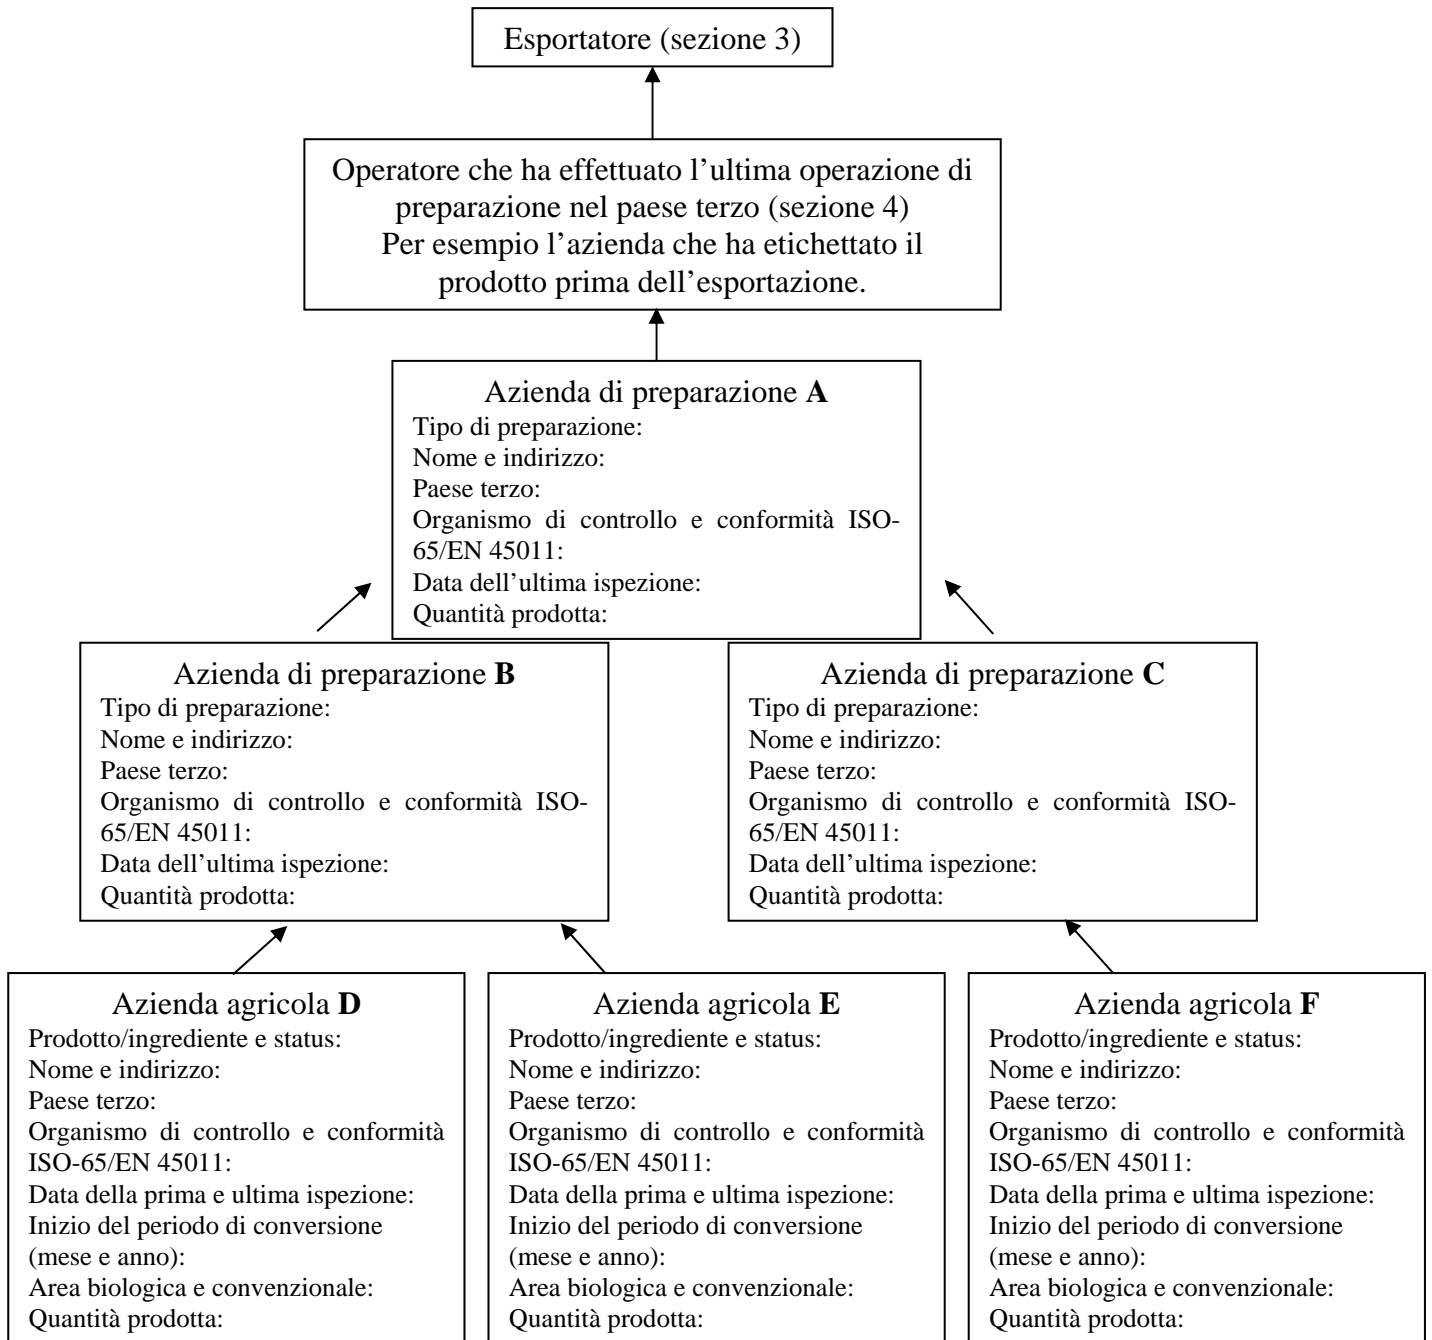 Esportatore (sezione 3)
Operatore che ha effettuato l’ultima operazione di
preparazione nel paese terzo (sezione 4)
Per esempio l’azienda che ha etichettato il
prodotto prima dell’esportazione.
Azienda di preparazione A
Tipo di preparazione:
Nome e indirizzo:
Paese terzo:
Organismo di controllo e conformità ISO-
65/EN 45011:
Data dell’ultima ispezione:
Quantità prodotta:
Azienda di preparazione B
Tipo di preparazione:
Nome e indirizzo:
Paese terzo:
Organismo di controllo e conformità ISO-
65/EN 45011:
Data dell’ultima ispezione:
Quantità prodotta:
Azienda di preparazione C
Tipo di preparazione:
Nome e indirizzo:
Paese terzo:
Organismo di controllo e conformità ISO-
65/EN 45011:
Data dell’ultima ispezione:
Quantità prodotta:
Azienda agricola D
Prodotto/ingrediente e status:
Nome e indirizzo:
Paese terzo:
Organismo di controllo e conformità
ISO-65/EN 45011:
Data della prima e ultima ispezione:
Inizio del periodo di conversione
(mese e anno):
Area biologica e convenzionale:
Quantità prodotta:
Azienda agricola E
Prodotto/ingrediente e status:
Nome e indirizzo:
Paese terzo:
Organismo di controllo e conformità
ISO-65/EN 45011:
Data della prima e ultima ispezione:
Inizio del periodo di conversione
(mese e anno):
Area biologica e convenzionale:
Quantità prodotta:
Azienda agricola F
Prodotto/ingrediente e status:
Nome e indirizzo:
Paese terzo:
Organismo di controllo e conformità
ISO-65/EN 45011:
Data della prima e ultima ispezione:
Inizio del periodo di conversione
(mese e anno):
Area biologica e convenzionale:
Quantità prodotta: